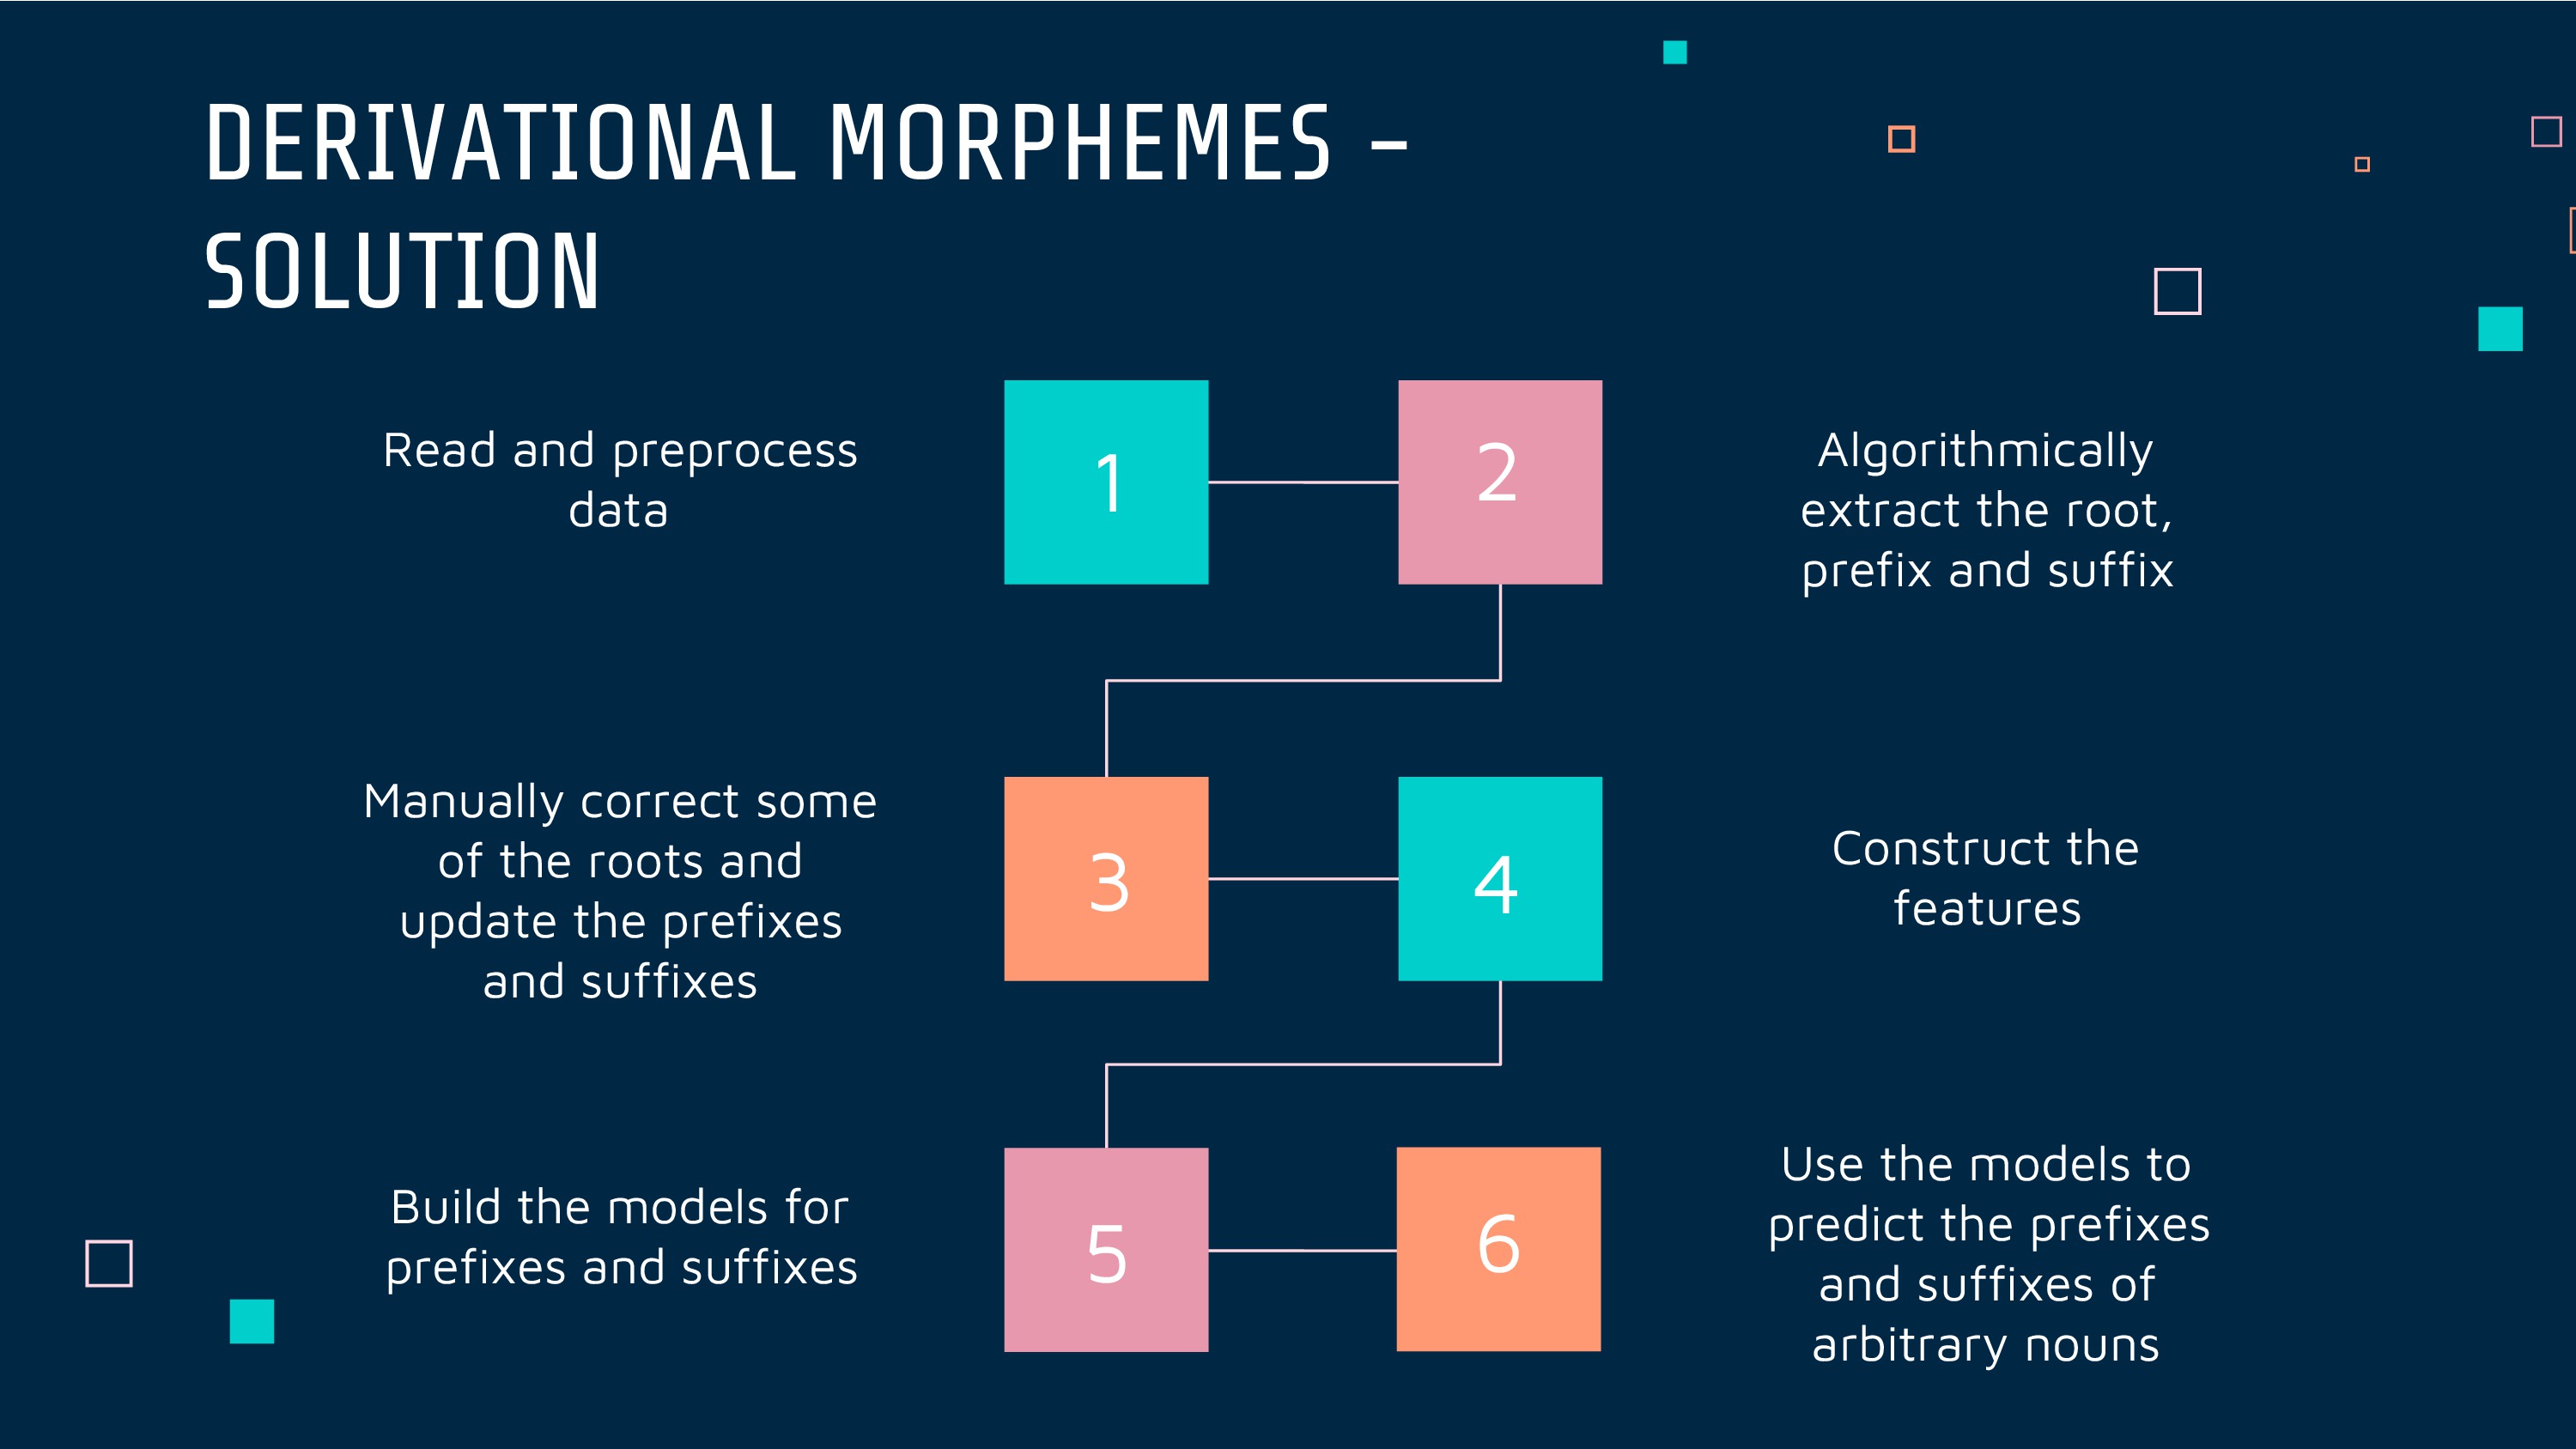 DERIVATIONAL MORPHEMES –
SOLUTION
1
Read and preprocess
data
2
Algorithmically
extract the root,
prefix and suffix
3
Manually correct some
of the roots and
update the prefixes
and suffixes
4
Construct the
features
5
Build the models for
prefixes and suffixes
6
Use the models to
predict the prefixes
and suffixes of
arbitrary nouns